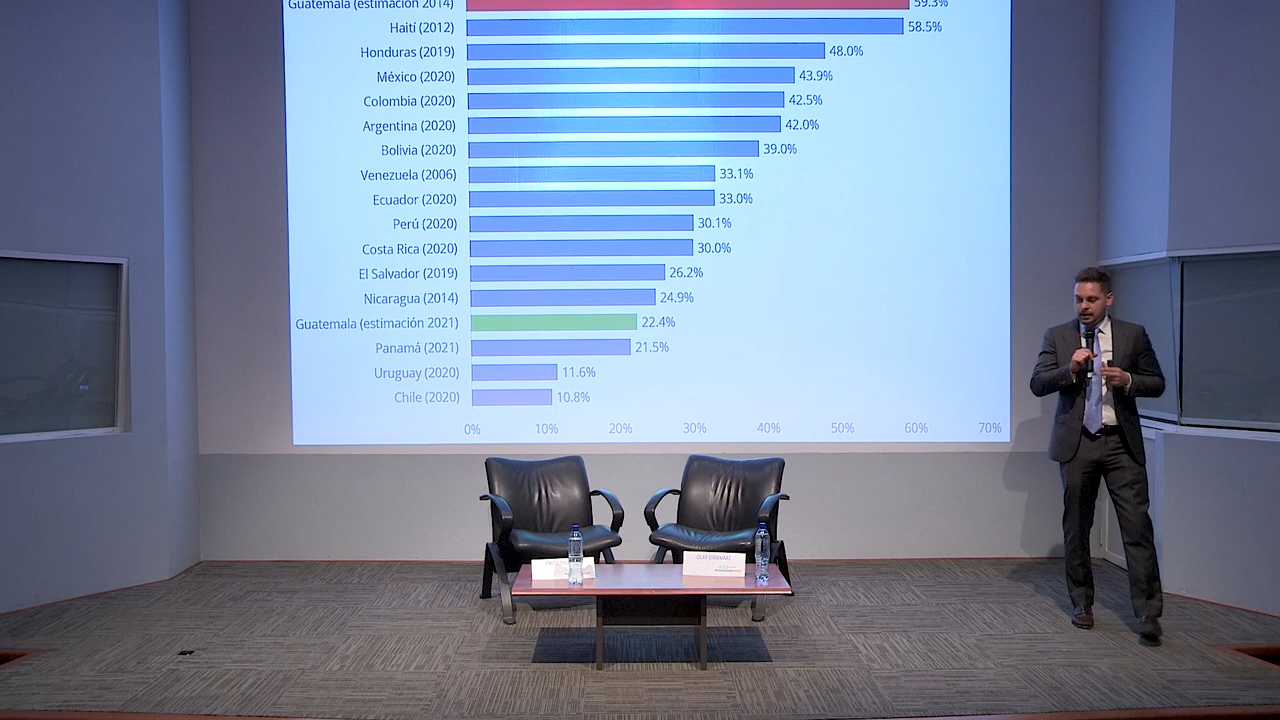 Guatemala (estimación 2014) 59.3%
Haití (2012) 58.5%
Honduras (2019) 48.0%
México (2020) 43.9%
Colombia (2020) 42.5%
Argentina (2020) 42.0%
Bolivia (2020) 39.0%
Venezuela (2006) 33.1%
Ecuador (2020) 33.0%
Perú (2020) 30.1%
Costa Rica (2020) 30.0%
El Salvador (2019) 26.2%
Nicaragua (2014) 24.9%
Guatemala (estimación 2021) 22.4%
Panamá (2021) 21.5%
Uruguay (2020) 11.6%
Chile (2020) 10.8%
0% 10% 20% 30% 40% 50% 60% 70%
OLAV DIRKMAAT